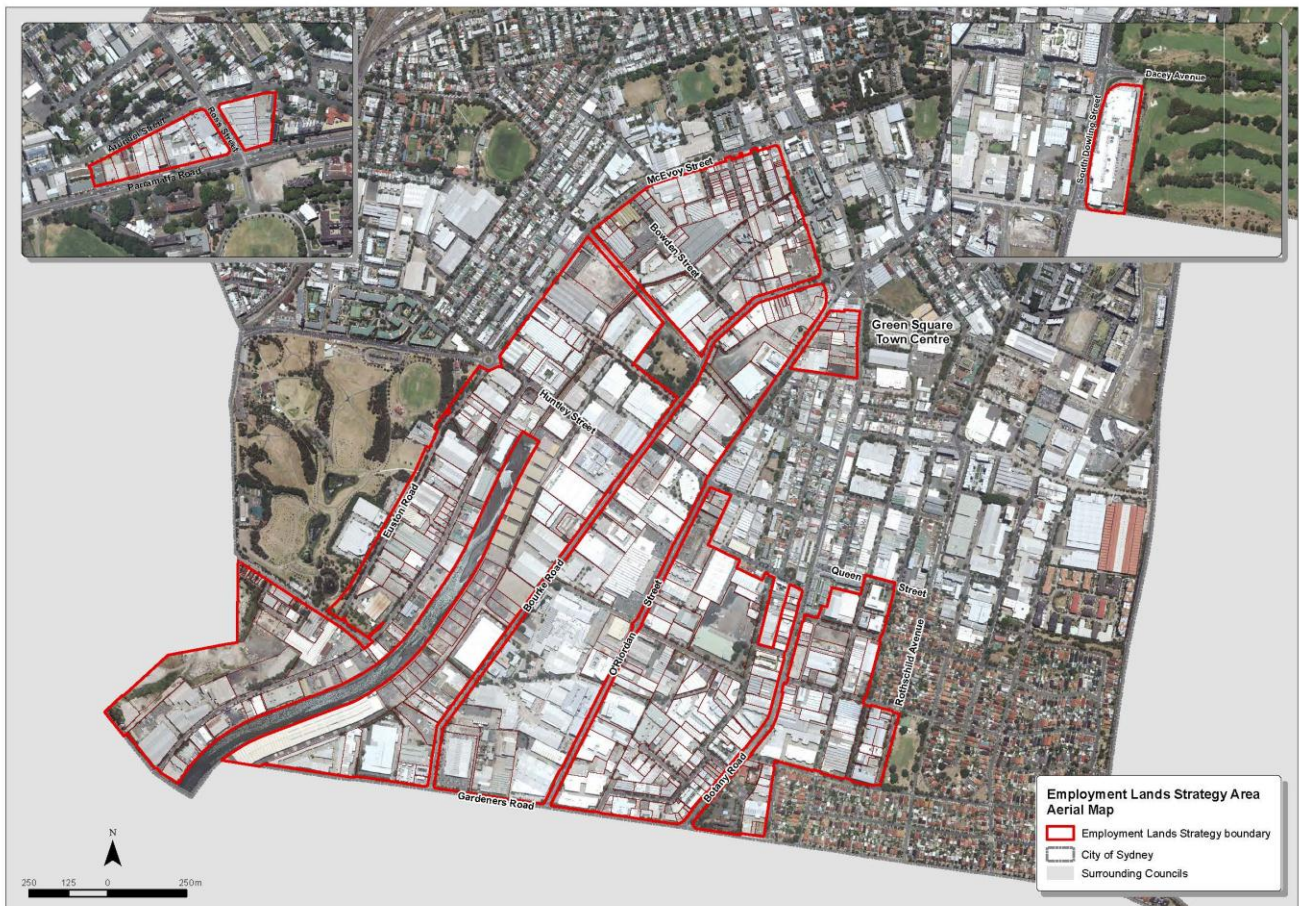 Arundel Street
Ross Street
Parramatta Road
Dacey Avenue
South Dowling Street
McEvoy Street
Bowden Street
Green Square
Town Centre
Huntley Street
Euston Road
Bourke Road
O'Riordan Street
Queen Street
Rothschild Avenue
Botany Road
Gardeners Road
N
250 125 0 250m
Employment Lands Strategy Area
Aerial Map
Employment Lands Strategy boundary
City of Sydney
Surrounding Councils